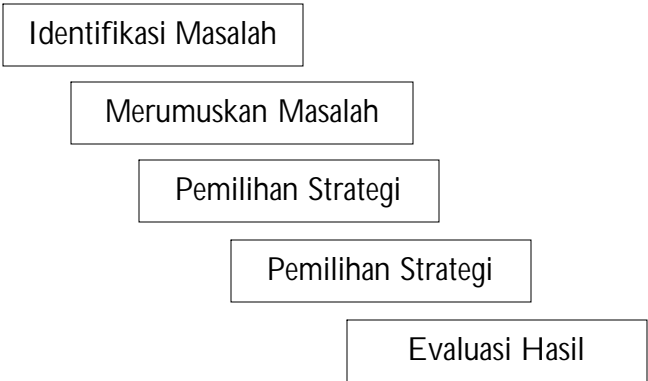 Identifikasi Masalah
Merumuskan Masalah
Pemilihan Strategi
Pemilihan Strategi
Evaluasi Hasil